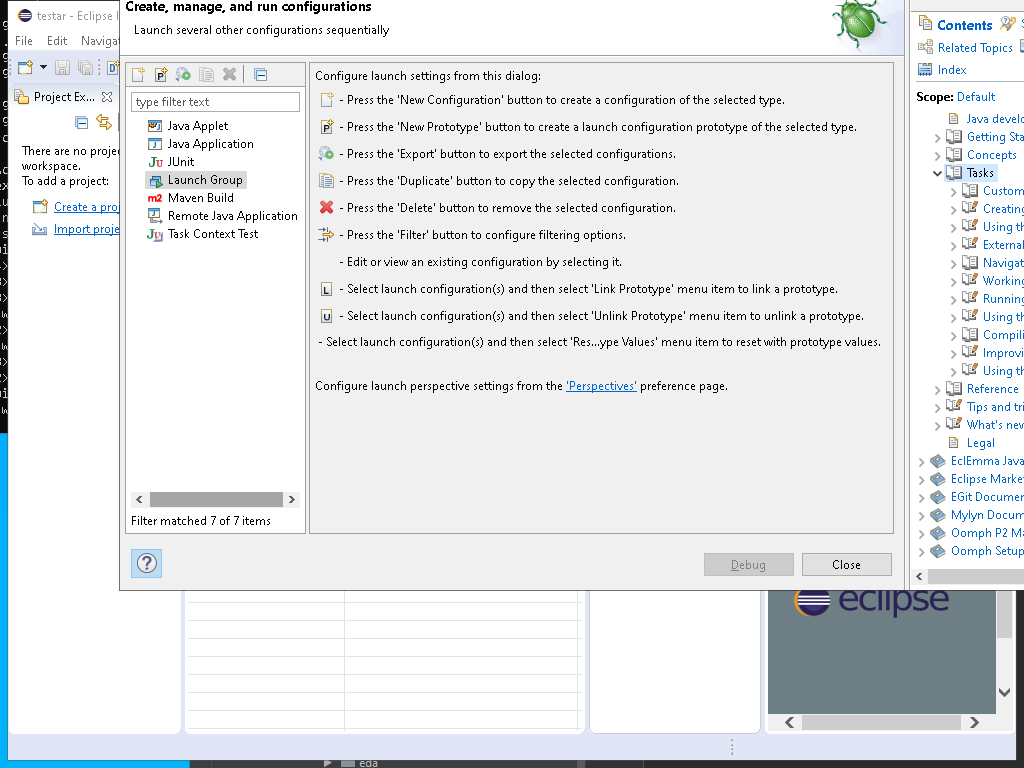 testar - Eclipse I
File Edit Navigat
Project Ex...
There are no proje
workspace.
To add a project:
Create a proj
Import proje
Create, manage, and run configurations
Launch several other configurations sequentially
type filter text
Java Applet
Java Application
JUnit
Launch Group
Maven Build
Remote Java Application
Task Context Test
Filter matched 7 of 7 items
Configure launch settings from this dialog:
- Press the 'New Configuration' button to create a configuration of the selected type.
- Press the 'New Prototype' button to create a launch configuration prototype of the selected type.
- Press the 'Export' button to export the selected configurations.
- Press the 'Duplicate' button to copy the selected configuration.
- Press the 'Delete' button to remove the selected configuration.
- Press the 'Filter' button to configure filtering options.
- Edit or view an existing configuration by selecting it.
- Select launch configuration(s) and then select 'Link Prototype' menu item to link a prototype.
- Select launch configuration(s) and then select 'Unlink Prototype' menu item to unlink a prototype.
- Select launch configuration(s) and then select 'Res...ype Values' menu item to reset with prototype values.
Configure launch perspective settings from the 'Perspectives' preference page.
Debug
Close
Contents
Related Topics
Index
Scope: Default
Java develo
Getting Sta
Concepts
Tasks
Custom
Creating
Using th
External
Navigat
Working
Running
Using th
Compili
Improvi
Using th
Reference
Tips and tri
What's new
Legal
EclEmma Java
Eclipse Marke
EGit Documen
Mylyn Docum
Oomph P2 Ma
Oomph Setup
eclipse
eda